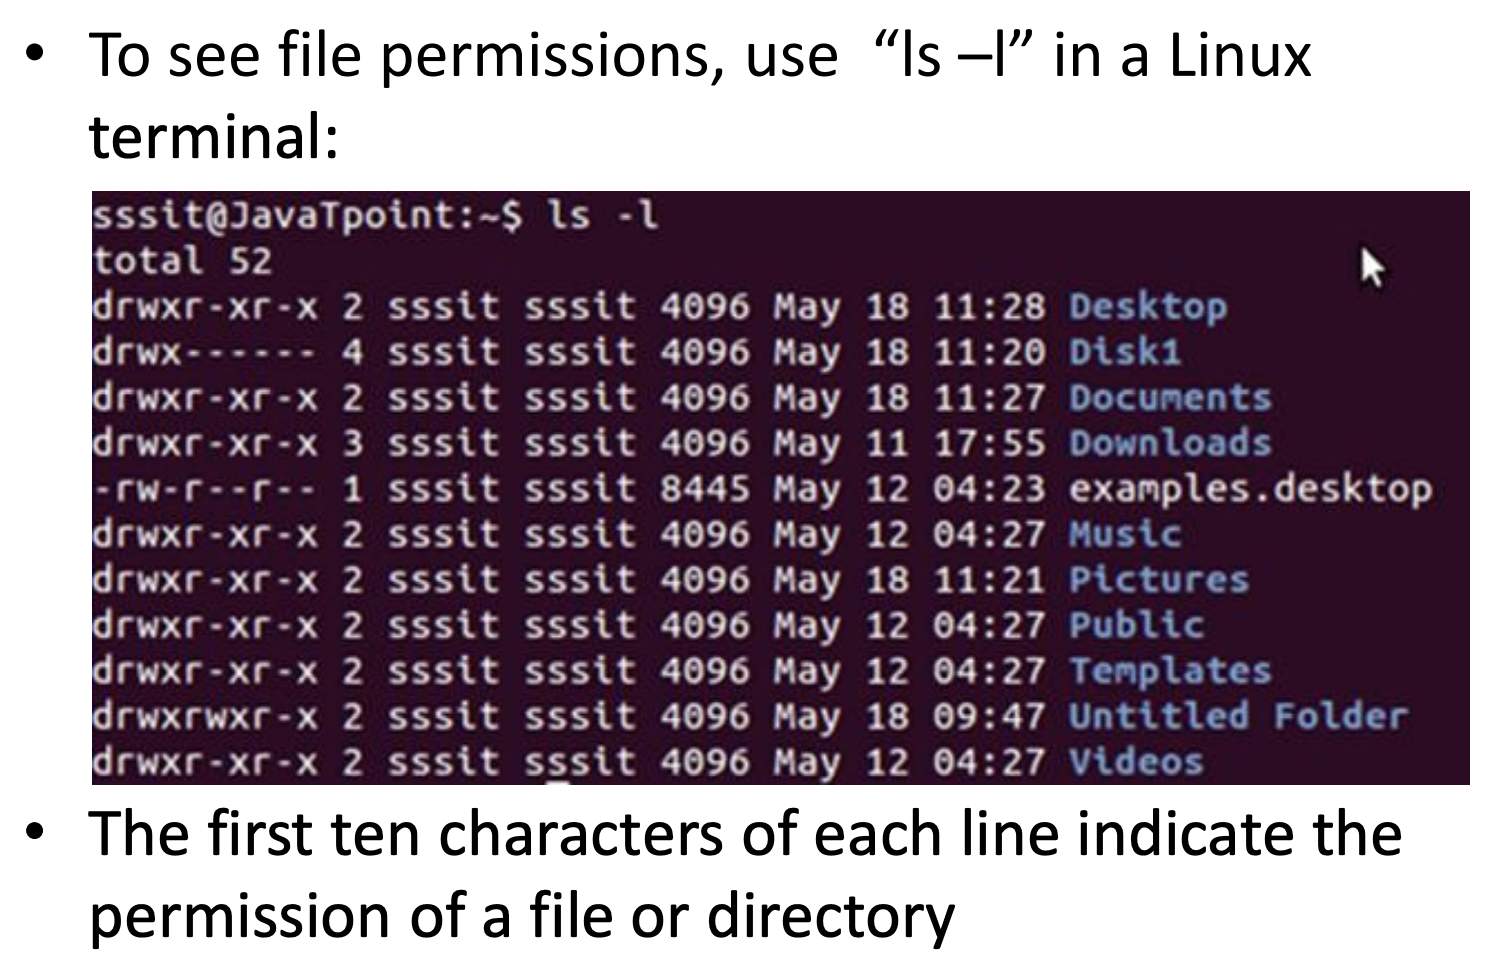 • To see file permissions, use “ls –l” in a Linux
terminal:
sssit@JavaTpoint:~$ ls -l
total 52
drwxr-xr-x 2 sssit sssit 4096 May 18 11:28 Desktop
drwx------ 4 sssit sssit 4096 May 18 11:20 Disk1
drwxr-xr-x 2 sssit sssit 4096 May 18 11:27 Documents
drwxr-xr-x 3 sssit sssit 4096 May 11 17:55 Downloads
-rw-r--r-- 1 sssit sssit 8445 May 12 04:23 examples.desktop
drwxr-xr-x 2 sssit sssit 4096 May 12 04:27 Music
drwxr-xr-x 2 sssit sssit 4096 May 18 11:21 Pictures
drwxr-xr-x 2 sssit sssit 4096 May 12 04:27 Public
drwxr-xr-x 2 sssit sssit 4096 May 12 04:27 Templates
drwxrwxr-x 2 sssit sssit 4096 May 18 09:47 Untitled Folder
drwxr-xr-x 2 sssit sssit 4096 May 12 04:27 Videos
• The first ten characters of each line indicate the
permission of a file or directory